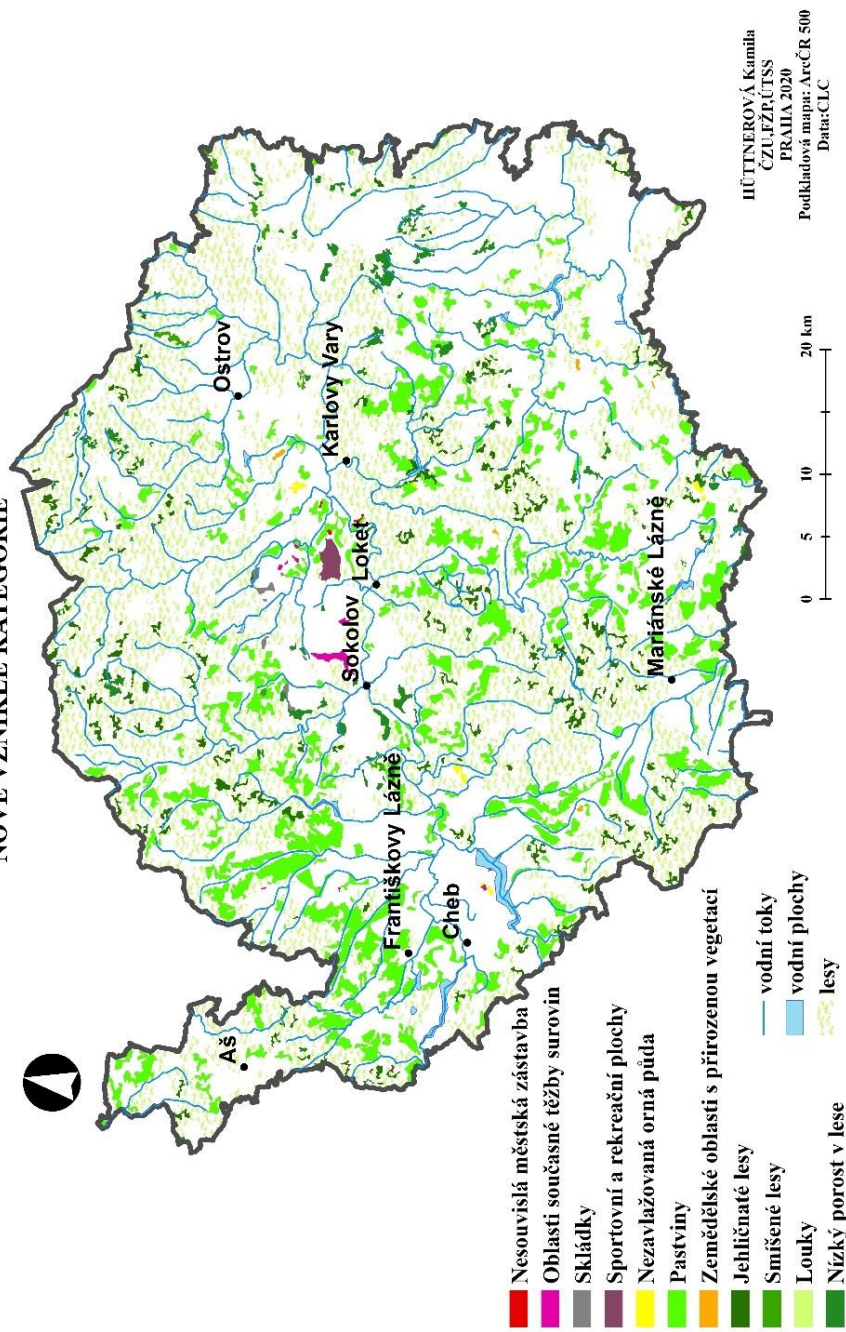 NOVĚ VZNIKLÉ KATEGORIE
Aš
Františkovy Lázně
Cheb
Sokolov
Loket
Karlovy Vary
Ostrov
Mariánské Lázně
Nesouvislá městská zástavba
Oblasti současné těžby surovin
Skládky
Sportovní a rekreační plochy
Nezavlažovaná orná půda
Pastviny
Zemědělské oblasti s přirozenou vegetací
Jehličnaté lesy
Smíšené lesy
Louky
Nízký porost v lese
vodní toky
vodní plochy
lesy
0 5 10 20 km
HÜTTNEROVÁ Kamila
ČZU,FŽP,ÚTSS
PRAHA 2020
Podkladová mapa: ArcČR 500
Data:CLC